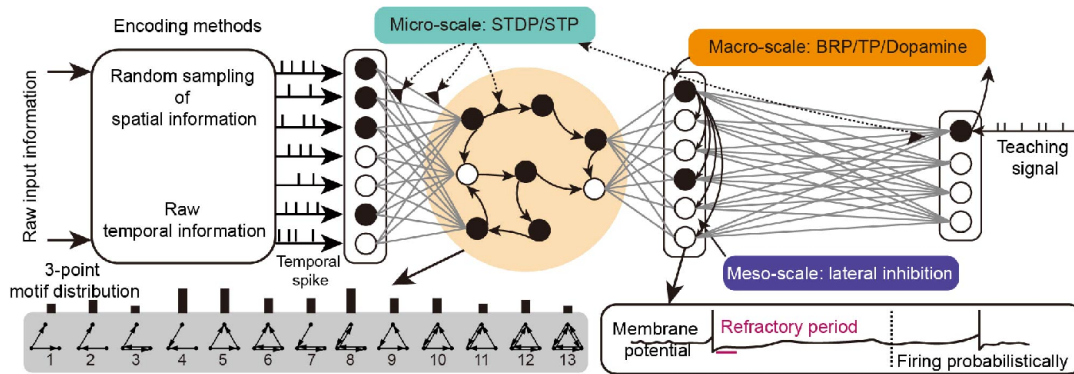 Encoding methods
Micro-scale: STDP/STP
Macro-scale: BRP/TP/Dopamine
Raw input information
Random sampling
of
spatial information
Raw
temporal information
Temporal
spike
Teaching
signal
Meso-scale: lateral inhibition
3-point
motif distribution
1 2 3 4 5 6 7 8 9 10 11 12 13
Membrane
potential
Refractory period
Firing probabilistically